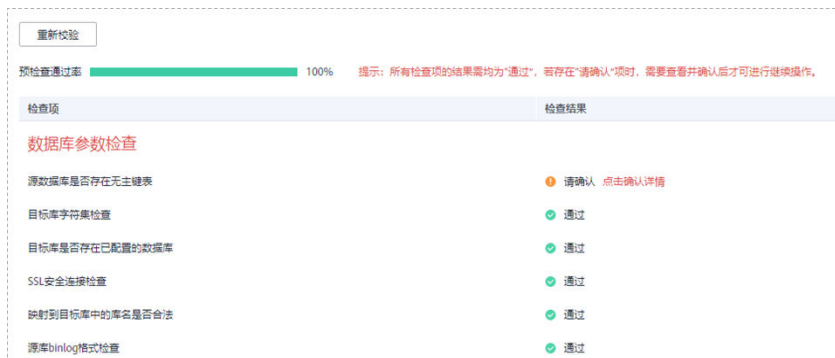 重新校验
预检查通过率 100% 提示：所有检查项的结果需均为“通过”，若存在“请确认”项时，需要查看并确认后才可进行继续操作。
检查项 检查结果
数据库参数检查
源数据库是否存在无主键表 请确认 点击确认详情
目标库字符集检查 通过
目标库是否存在已配置的数据库 通过
SSL安全连接检查 通过
映射到目标库中的库名是否合法 通过
源库binlog格式检查 通过